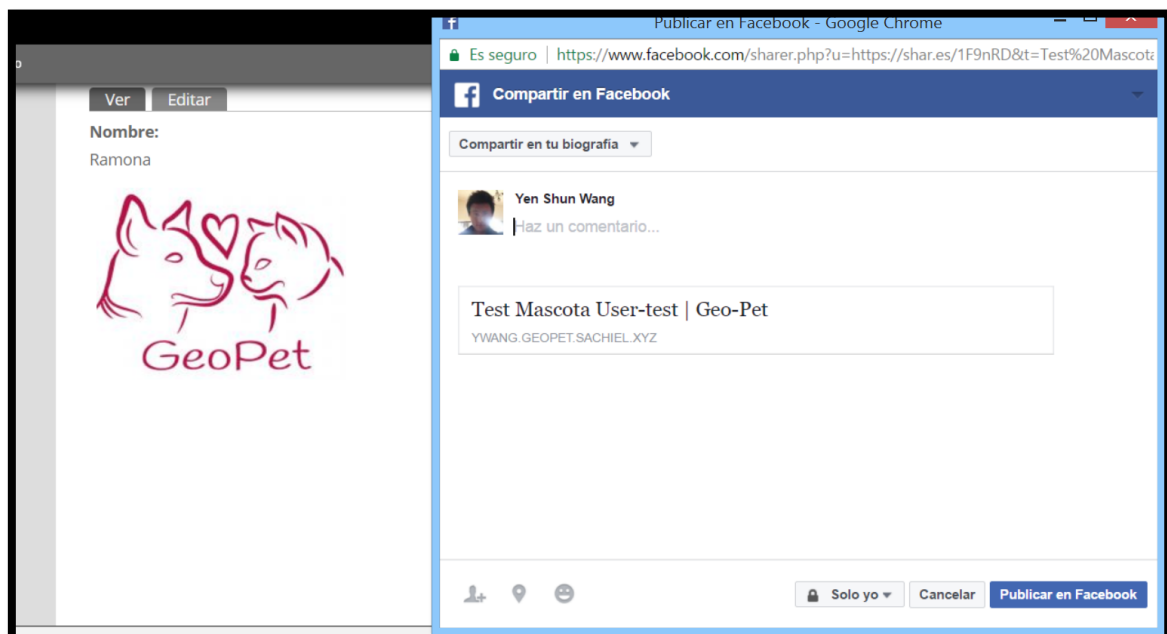 Publicar en Facebook - Google Chrome
Es seguro | https://www.facebook.com/sharer.php?u=https://shar.es/1F9nRD&t=Test%20Mascota
o
Ver Editar
Nombre:
Ramona
GeoPet
f Compartir en Facebook
Compartir en tu biografía
Yen Shun Wang
Haz un comentario...
Test Mascota User-test | Geo-Pet
YWANG.GEOPET.SACHIEL.XYZ
Solo yo Cancelar Publicar en Facebook